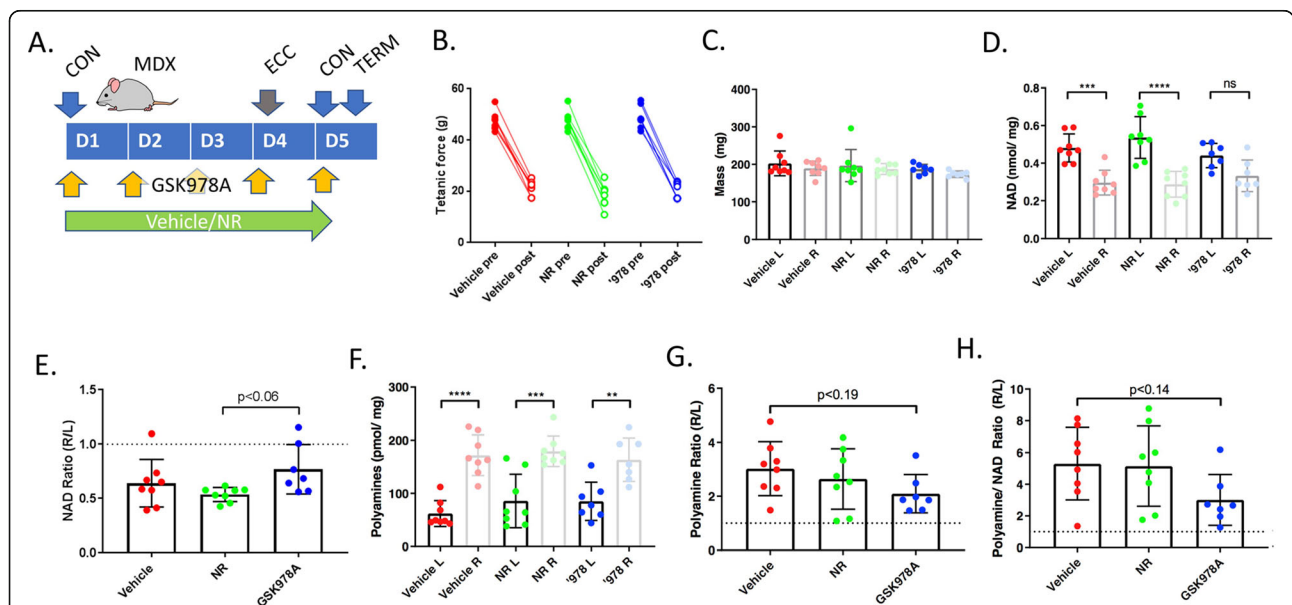 A.
CON
MDX
ECC
CON
TERM
D1
D2
D3
D4
D5
GSK978A
Vehicle/NR
B.
Tetanic force (g)
60
40
20
0
Vehicle pre
Vehicle post
NR pre
NR post
'978 pre
'978 post
C.
Mass (mg)
400
300
200
100
0
Vehicle L
Vehicle R
NR L
NR R
'978 L
'978 R
D.
NAD (nmol/ mg)
0.8
0.6
0.4
0.2
0.0
***
****
ns
Vehicle L
Vehicle R
NR L
NR R
'978 L
'978 R
E.
NAD Ratio (R/L)
1.5
1.0
0.5
0.0
p<0.06
Vehicle
NR
GSK978A
F.
Polyamines (pmol/ mg)
300
200
100
0
****
***
**
Vehicle L
Vehicle R
NR L
NR R
'978 L
'978 R
G.
Polyamine Ratio (R/L)
6
4
2
0
p<0.19
Vehicle
NR
GSK978A
H.
Polyamine/ NAD Ratio (R/L)
10
8
6
4
2
0
p<0.14
Vehicle
NR
GSK978A